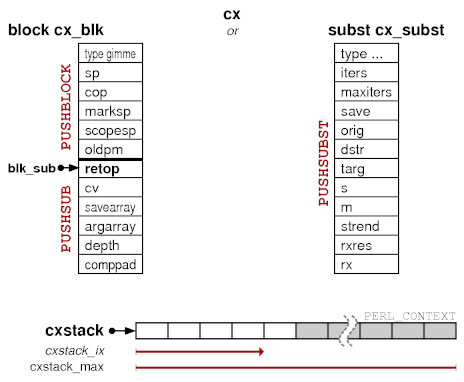 cx
block cx_blk
or
subst cx_subst
type gimme
sp
cop
marksp
scopesp
oldpm
retop
cv
savearray
argarray
depth
comppad
PUSHBLOCK
blk_sub
PUSHSUB
type ...
iters
maxiters
save
orig
dstr
targ
s
m
strend
rxres
rx
PUSHSUBST
PERL_CONTEXT
cxstack
cxstack_ix
cxstack_max